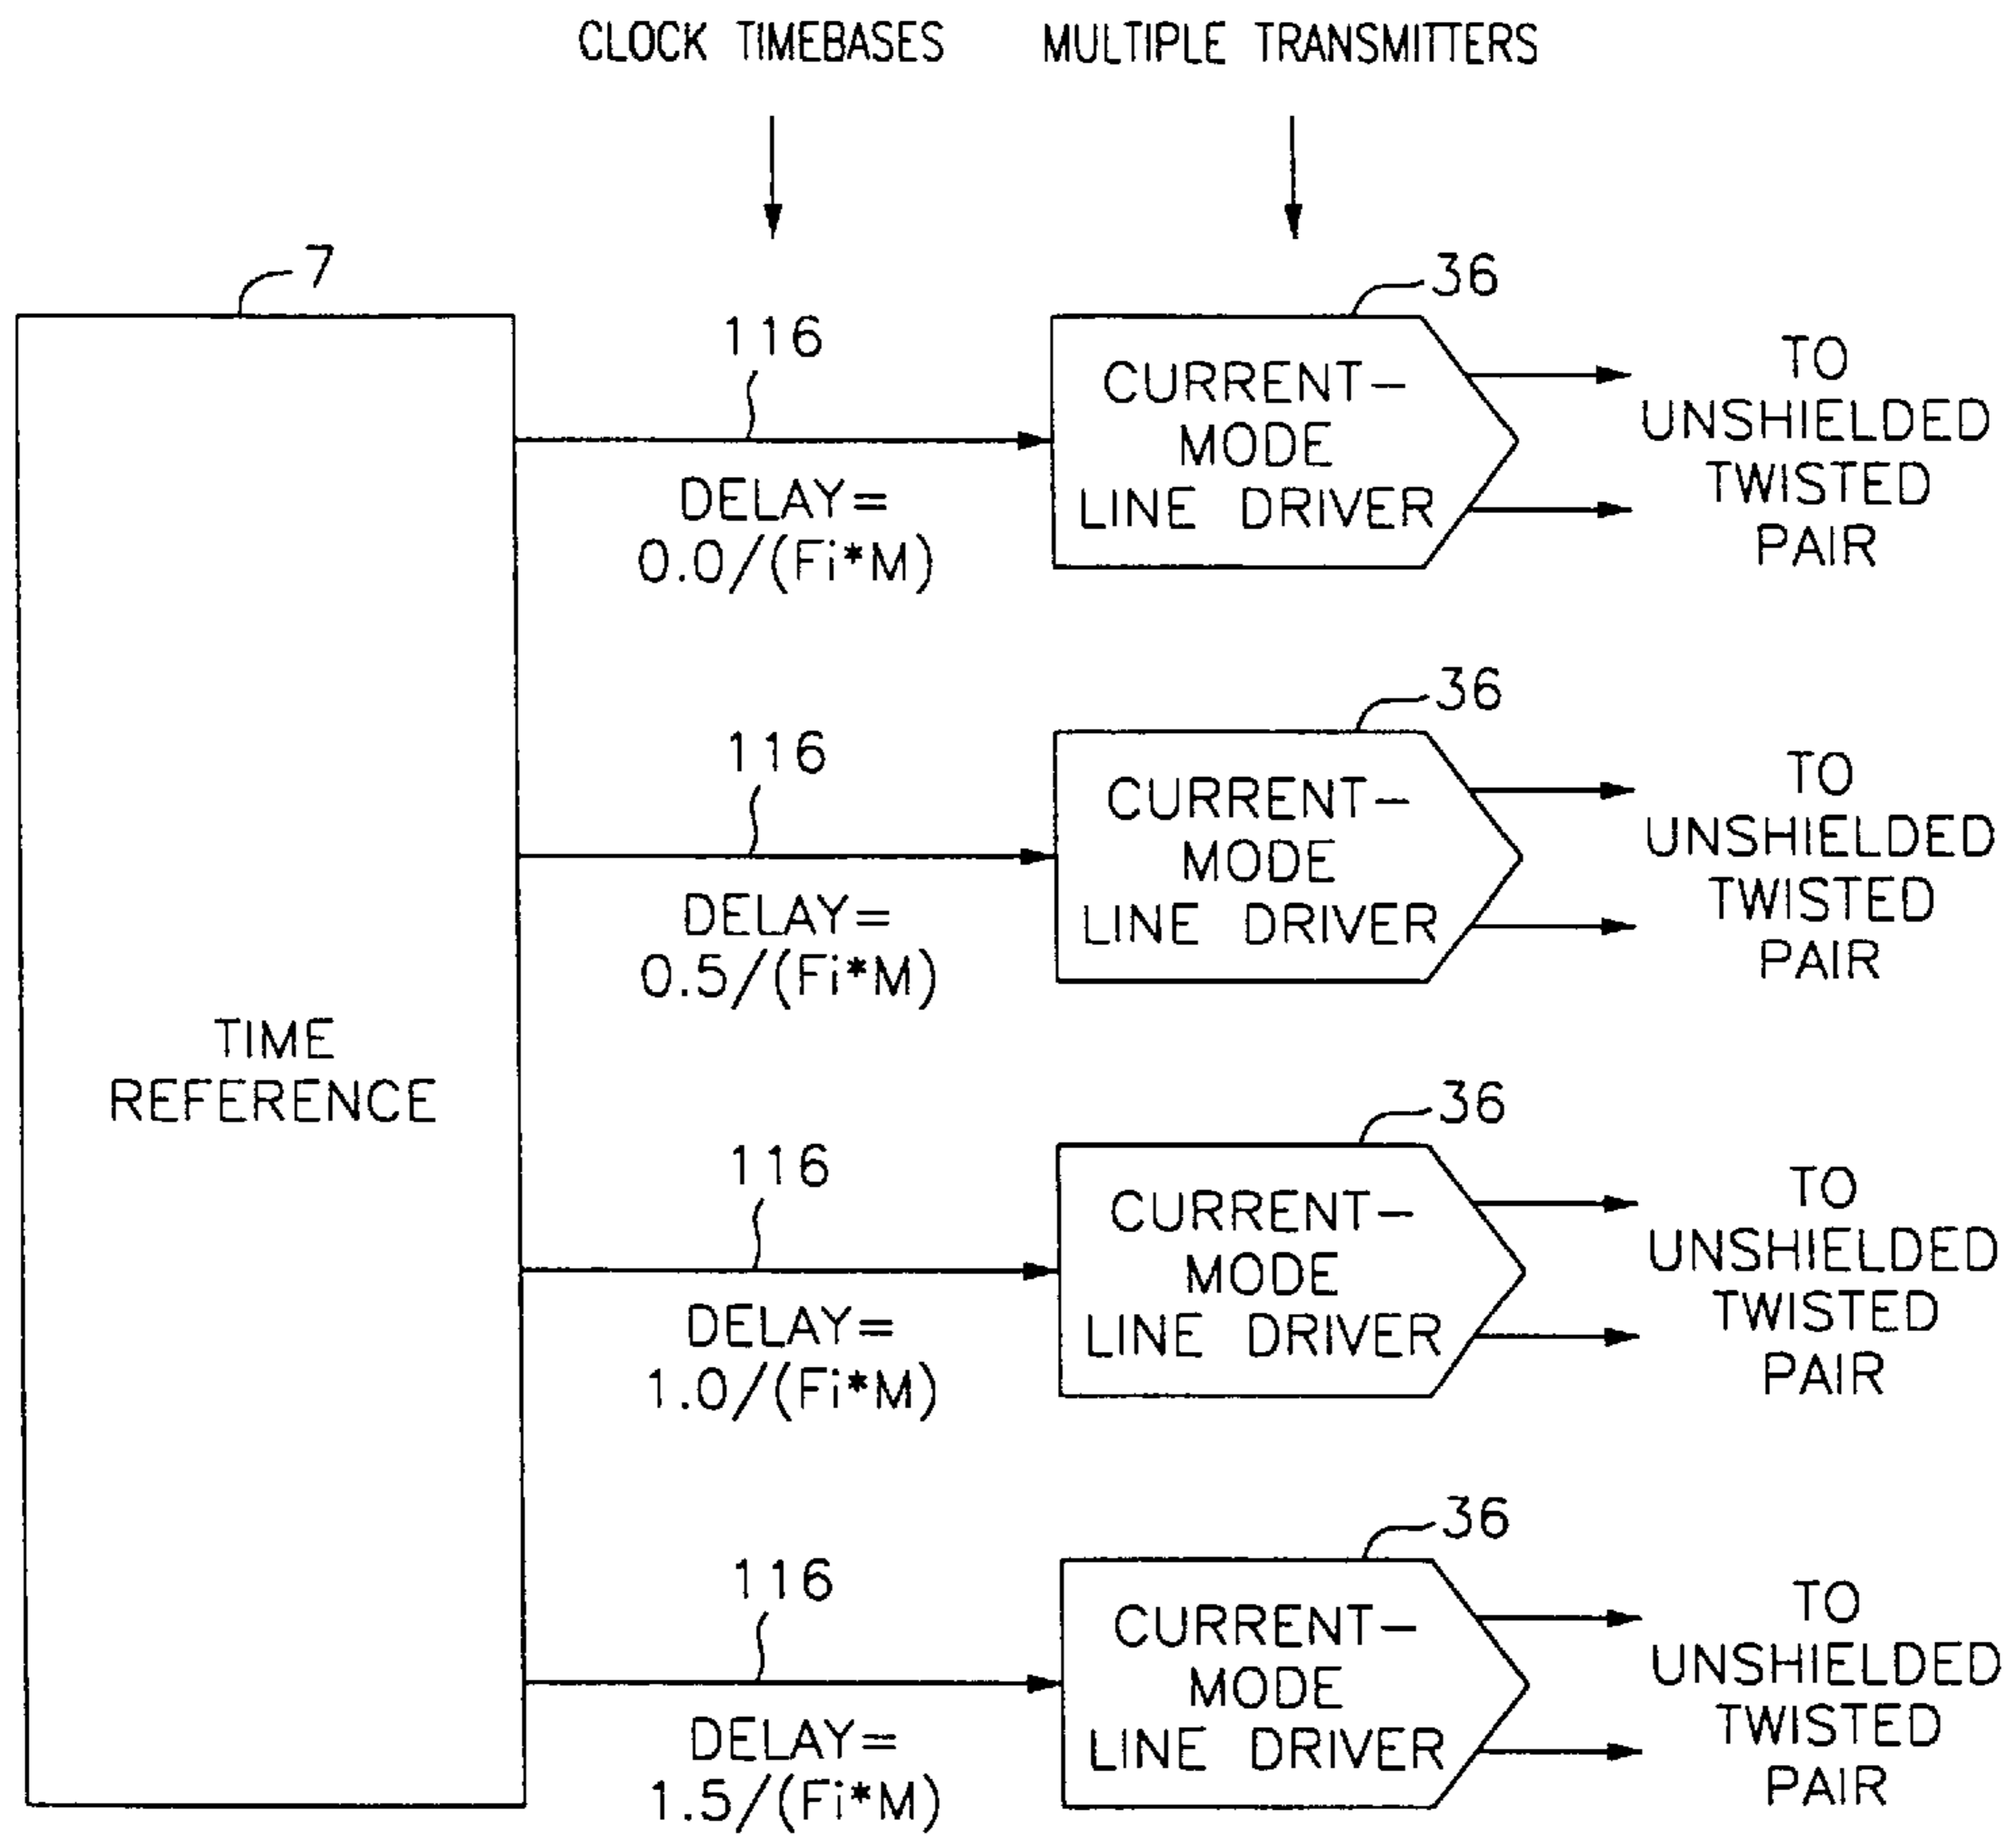 CLOCK TIMEBASES
MULTIPLE TRANSMITTERS
7
TIME
REFERENCE
116
DELAY=
0.0/(Fi*M)
36
CURRENT-
MODE
LINE DRIVER
TO
UNSHIELDED
TWISTED
PAIR
116
DELAY=
0.5/(Fi*M)
36
CURRENT-
MODE
LINE DRIVER
TO
UNSHIELDED
TWISTED
PAIR
116
DELAY=
1.0/(Fi*M)
36
CURRENT-
MODE
LINE DRIVER
TO
UNSHIELDED
TWISTED
PAIR
116
DELAY=
1.5/(Fi*M)
36
CURRENT-
MODE
LINE DRIVER
TO
UNSHIELDED
TWISTED
PAIR